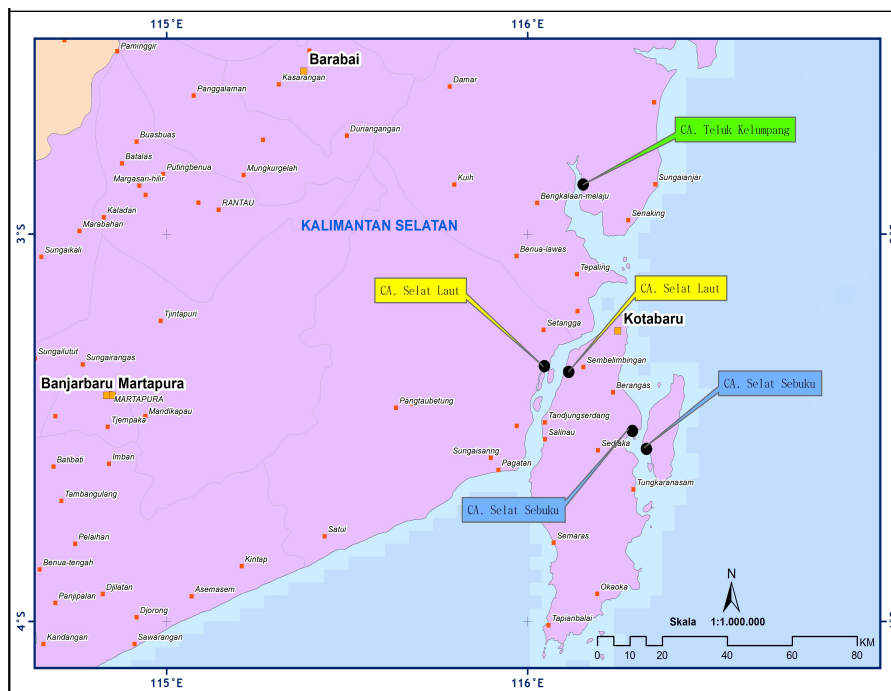 115°E
116°E
Paminggir
Barabai
Kasarangan
Damar
Panggalaman
CA. Teluk Kelumpang
Duriangangan
Buasbuas
Batalas
Putingbenua
Mungkurgelah
Margasari-hilir
Kuih
Sungaianjar
Bengkalaan-melaju
RANTAU
Kaladan
Senaking
Marabahan
KALIMANTAN SELATAN
3°S
Sungaikali
Benua-lawas
Tepaling
CA. Selat Laut
CA. Selat Laut
Tjintapuri
Setangga
Kotabaru
Sungailutut
Sungairangas
Sembelimbingan
Banjarbaru Martapura
MARTAPURA
Berangas
CA. Selat Sebuku
Pangtaubetung
Mandikapau
Tjempaka
Tandjungserdang
Salinau
Sedjaka
Batibati
Imban
Sungaisaring
Pagatan
Tungkaranasam
Tambangulang
CA. Selat Sebuku
Satui
Pelaihan
Semaras
Benua-tengah
Kintap
N
Djilatan
Asemasem
Okaoka
Panjipalan
Djorong
Tapianbalai
Skala 1:1.000.000
4°S
Kandangan
Sawarangan
KM
0 10 20 40 60 80
115°E
116°E